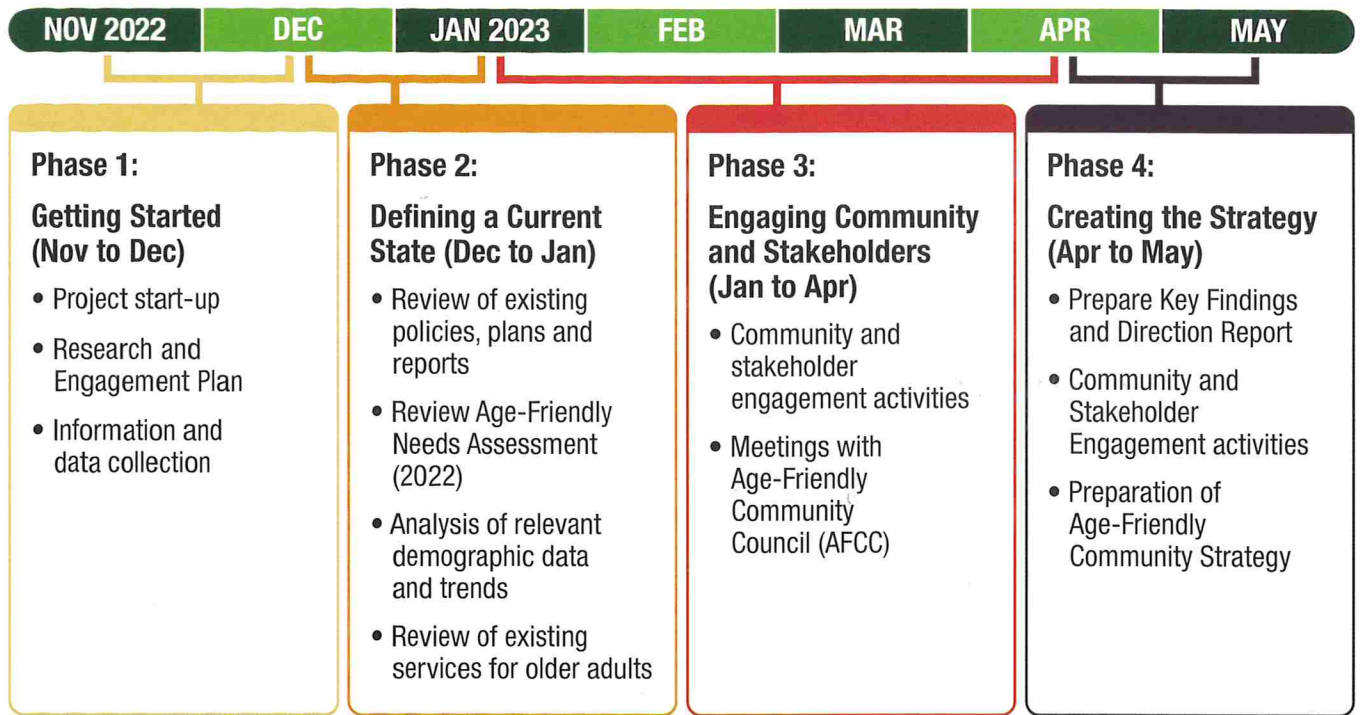 NOV 2022 DEC JAN 2023 FEB MAR APR MAY
Phase 1:
Getting Started
(Nov to Dec)
• Project start-up
• Research and
Engagement Plan
• Information and
data collection
Phase 2:
Defining a Current
State (Dec to Jan)
• Review of existing
policies, plans and
reports
• Review Age-Friendly
Needs Assessment
(2022)
• Analysis of relevant
demographic data
and trends
• Review of existing
services for older adults
Phase 3:
Engaging Community
and Stakeholders
(Jan to Apr)
• Community and
stakeholder
engagement activities
• Meetings with
Age-Friendly
Community
Council (AFCC)
Phase 4:
Creating the Strategy
(Apr to May)
• Prepare Key Findings
and Direction Report
• Community and
Stakeholder
Engagement activities
• Preparation of
Age-Friendly
Community Strategy